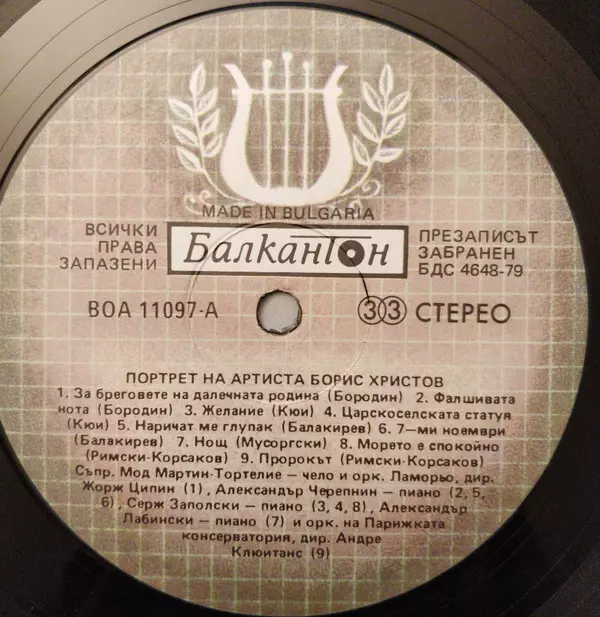 MADE IN BULGARIA
ВСИЧКИ
ПРАВА
ЗАПАЗЕНИ
Балкантон
ПРЕЗАПИСЪТ
ЗАБРАНЕН
БДС 4648-79
ВОА 11097-А
33 СТЕРЕО
ПОРТРЕТ НА АРТИСТА БОРИС ХРИСТОВ
1. За бреговете на далечната родина (Бородин) 2. Фалшивата
нота (Бородин) 3. Желание (Кюи) 4. Царскоселската статуя
(Кюи) 5. Наричат ме глупак (Балакирев) 6. 7–ми ноември
(Балакирев) 7. Нощ (Мусоргски) 8. Морето е спокойно
(Римски-Корсаков) 9. Пророкът (Римски-Корсаков)
Съпр. Мод Мартин-Тортелие – чело и орк. Ламорьо, дир.
Жорж Ципин (1), Александър Черепнин – пиано (2, 5,
6), Серж Заполски – пиано (3, 4, 8), Александър
Лабински – пиано (7) и орк. на Парижката
консерватория, дир. Андре
Клюитанс (9)